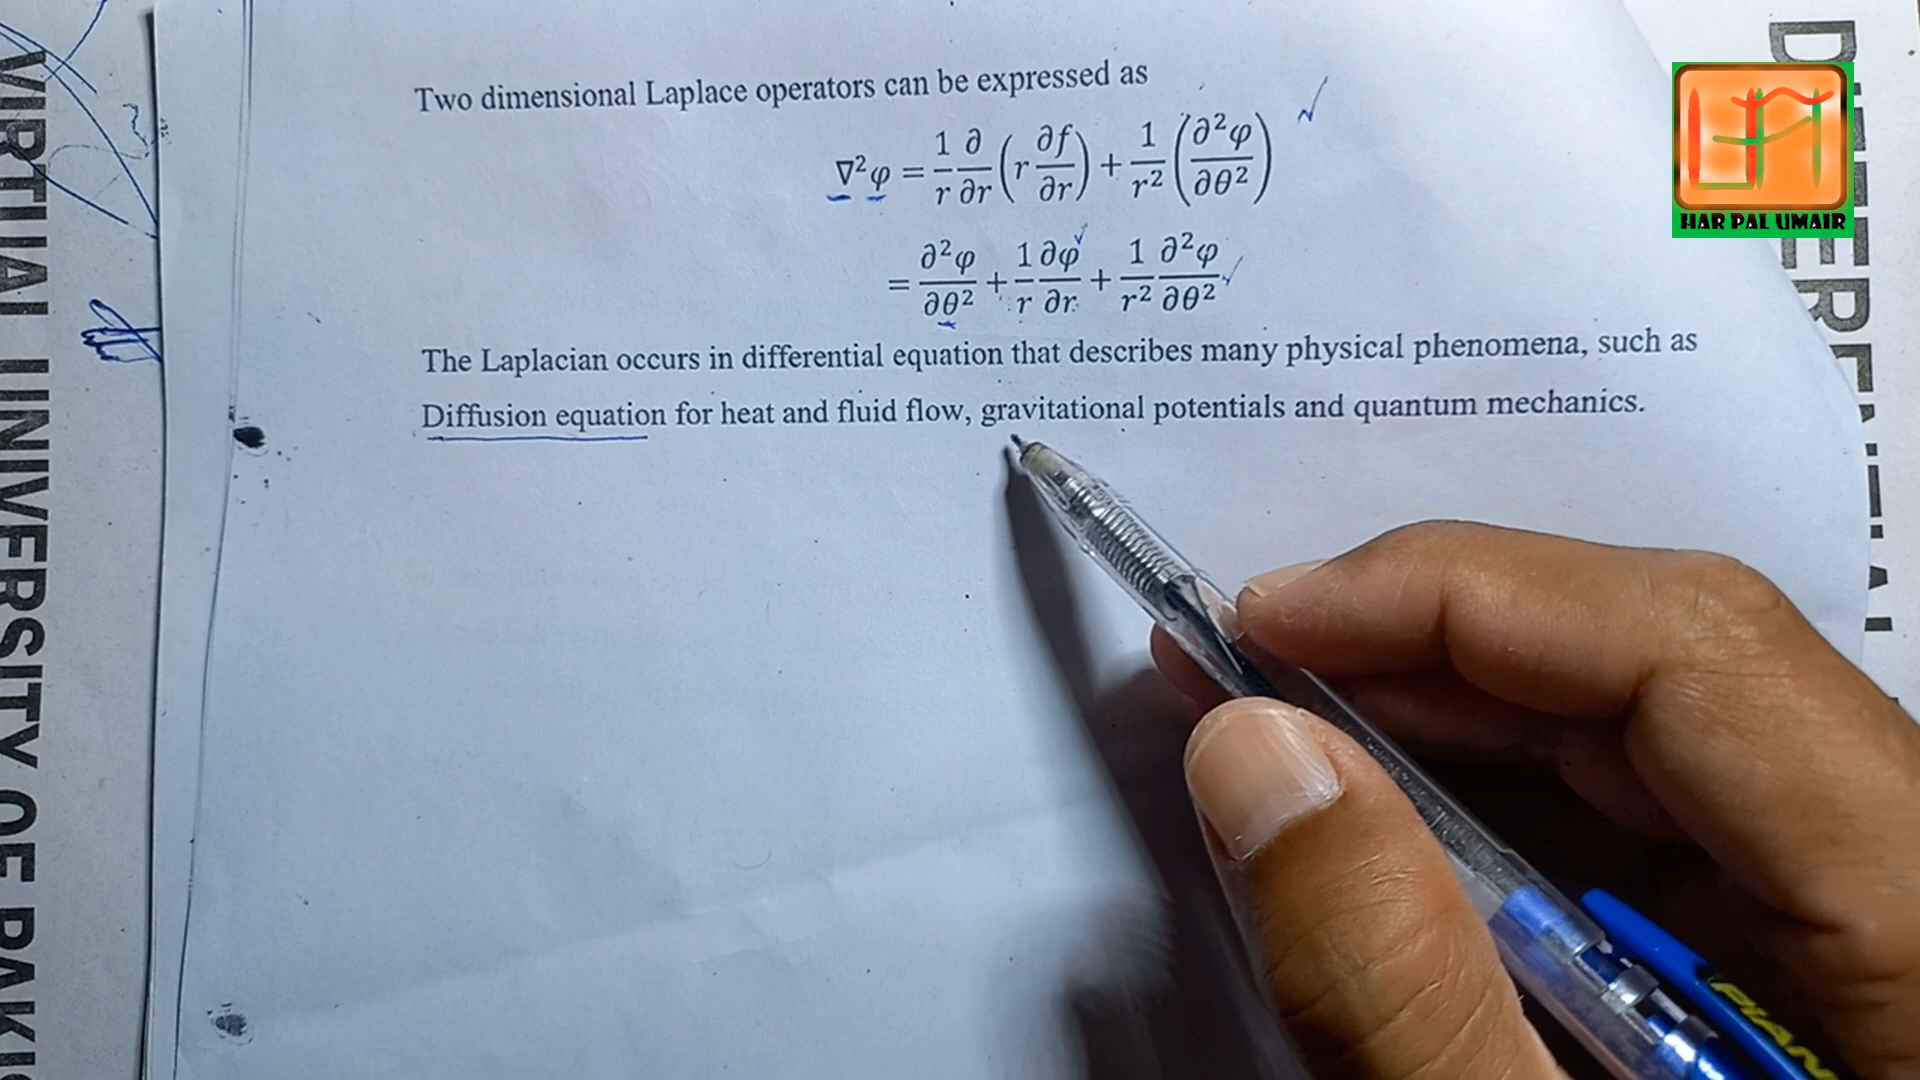 Two dimensional Laplace operators can be expressed as
∇²φ = 1/r ∂/∂r (r ∂f/∂r) + 1/r² (∂²φ/∂θ²)
= ∂²φ/∂θ² + 1/r ∂φ/∂r + 1/r² ∂²φ/∂θ²
The Laplacian occurs in differential equation that describes many physical phenomena, such as
Diffusion equation for heat and fluid flow, gravitational potentials and quantum mechanics.
HAR PAL UMAIR
VIRTUAL UNIVERSITY OF PAKI
PIANO